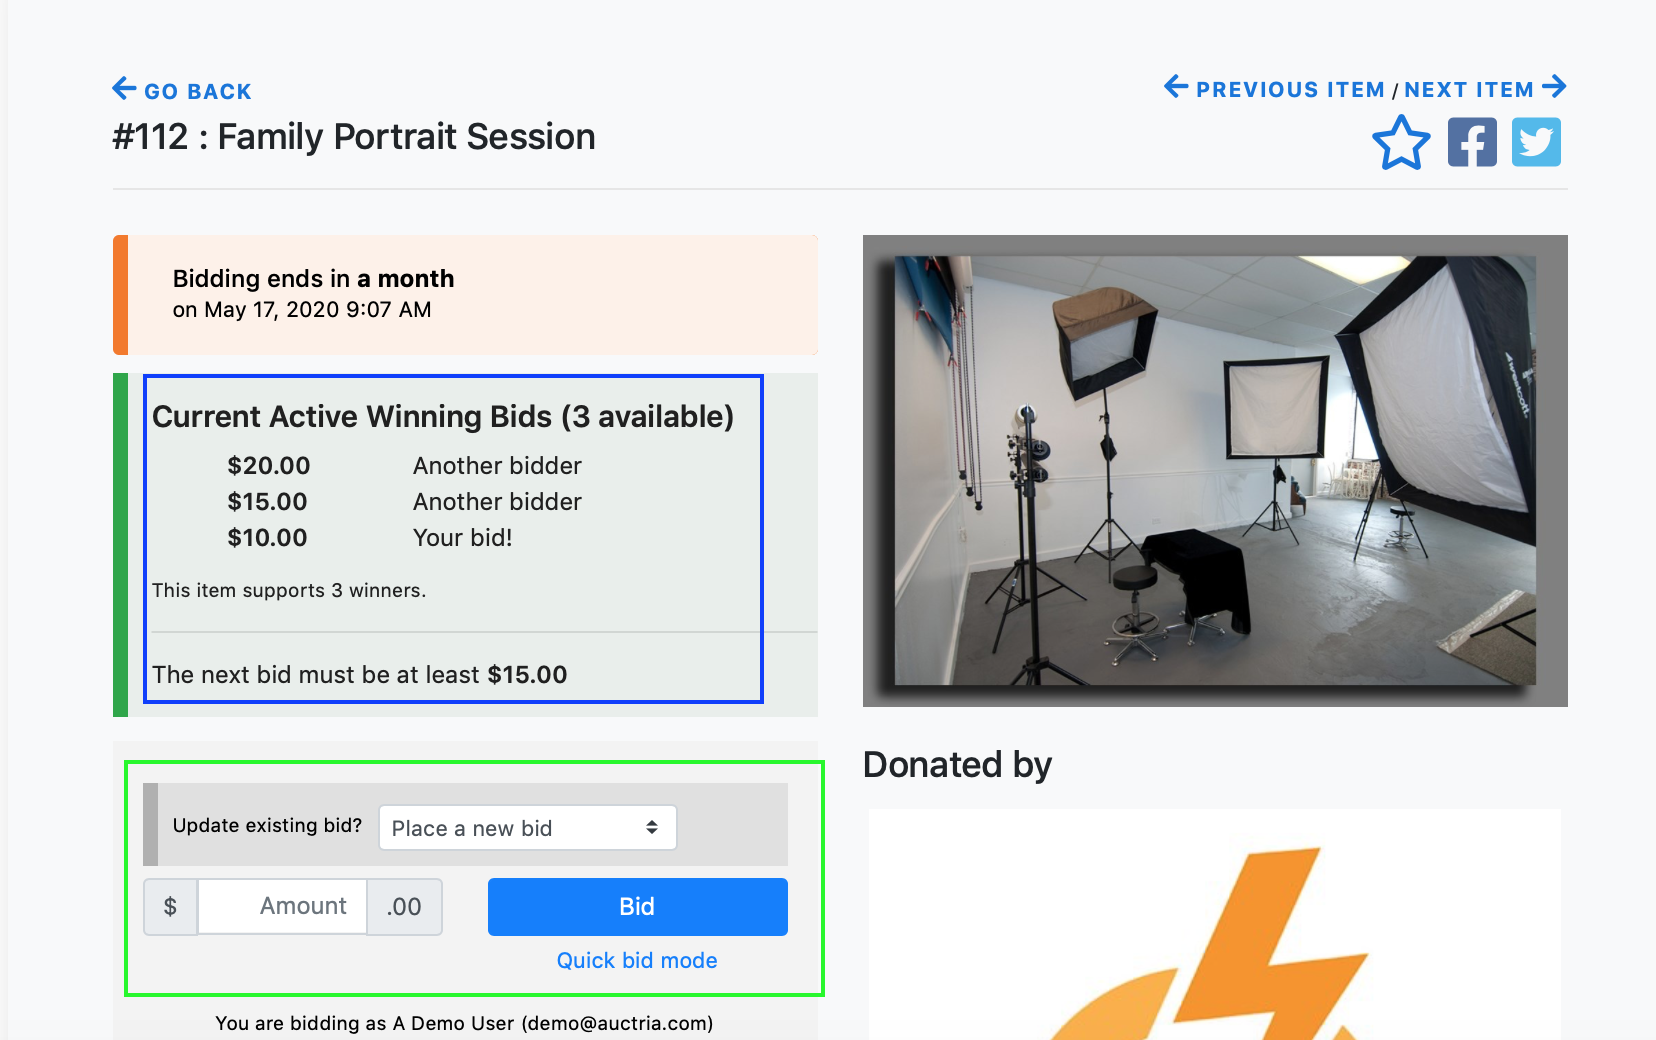 GO BACK
PREVIOUS ITEM / NEXT ITEM
#112 : Family Portrait Session
Bidding ends in a month
on May 17, 2020 9:07 AM
Current Active Winning Bids (3 available)
$20.00 Another bidder
$15.00 Another bidder
$10.00 Your bid!
This item supports 3 winners.
The next bid must be at least $15.00
Update existing bid? Place a new bid
$ Amount .00 Bid
Quick bid mode
You are bidding as A Demo User (demo@auctria.com)
westcott
Donated by